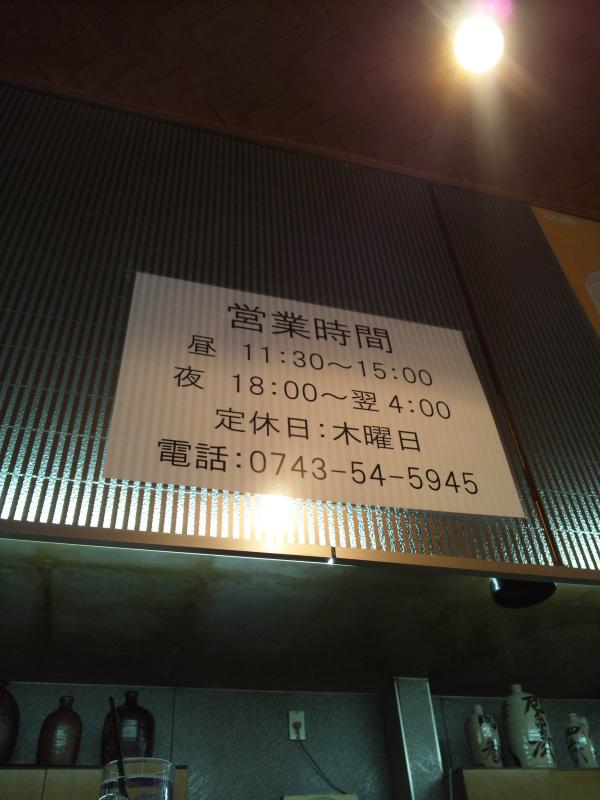 営業時間
昼 11:30～15:00
夜 18:00～翌 4:00
定休日:木曜日
電話:0743-54-5945